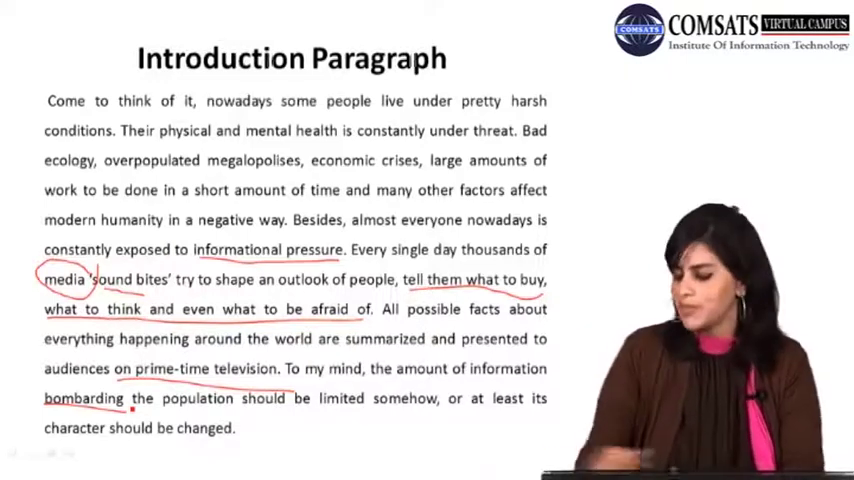 COMSATS VIRTUAL CAMPUS
COMSATS
Institute Of Information Technology
Introduction Paragraph
Come to think of it, nowadays some people live under pretty harsh
conditions. Their physical and mental health is constantly under threat. Bad
ecology, overpopulated megalopolises, economic crises, large amounts of
work to be done in a short amount of time and many other factors affect
modern humanity in a negative way. Besides, almost everyone nowadays is
constantly exposed to informational pressure. Every single day thousands of
media 'sound bites' try to shape an outlook of people, tell them what to buy,
what to think and even what to be afraid of. All possible facts about
everything happening around the world are summarized and presented to
audiences on prime-time television. To my mind, the amount of information
bombarding the population should be limited somehow, or at least its
character should be changed.